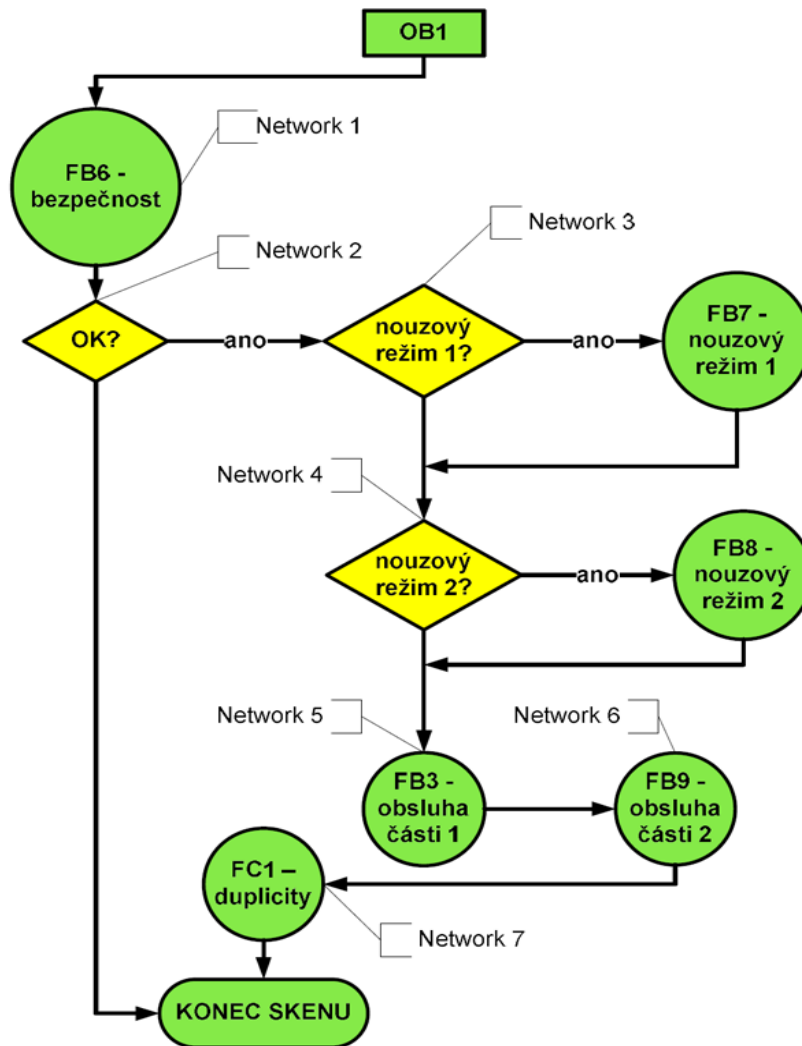 OB1
Network 1
FB6 -
bezpečnost
Network 2
Network 3
OK?
ano
nouzový
režim 1?
ano
FB7 -
nouzový
režim 1
Network 4
nouzový
režim 2?
ano
FB8 -
nouzový
režim 2
Network 5
Network 6
FB3 -
obsluha
části 1
FB9 -
obsluha
části 2
FC1 –
duplicity
Network 7
KONEC SKENU